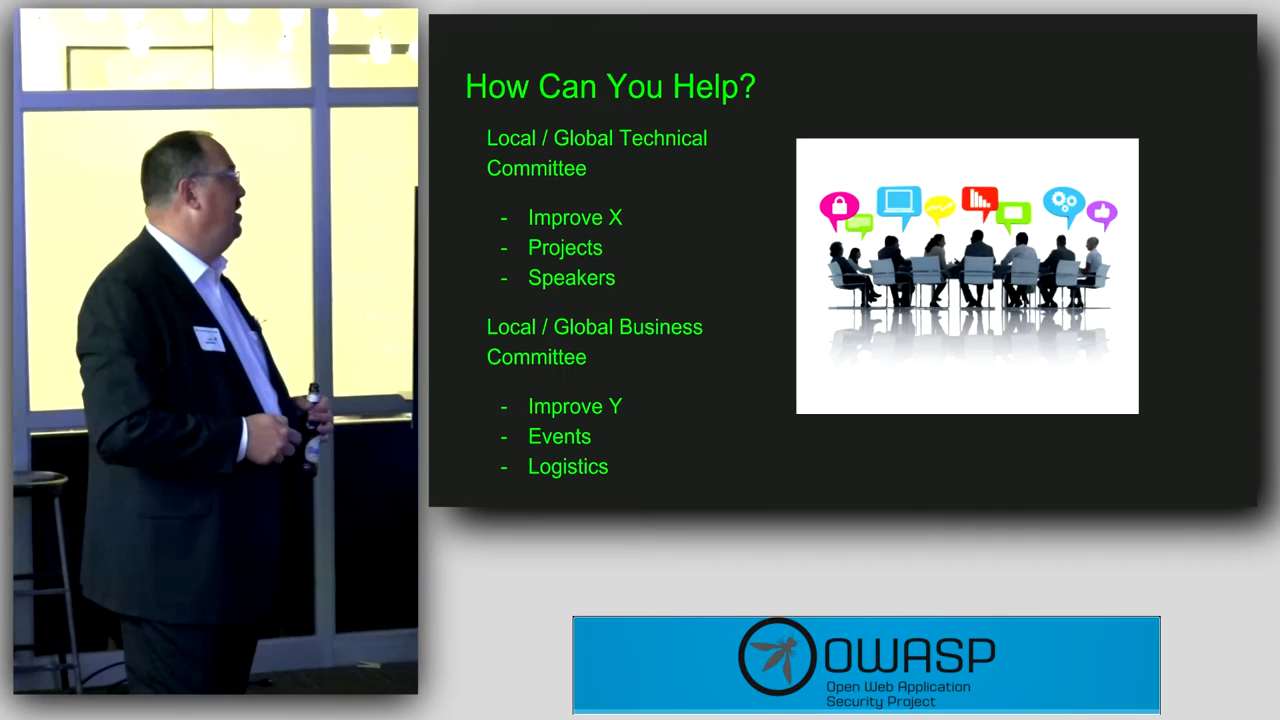 How Can You Help?
Local / Global Technical
Committee
- Improve X
- Projects
- Speakers
Local / Global Business
Committee
- Improve Y
- Events
- Logistics
OWASP
Open Web Application
Security Project